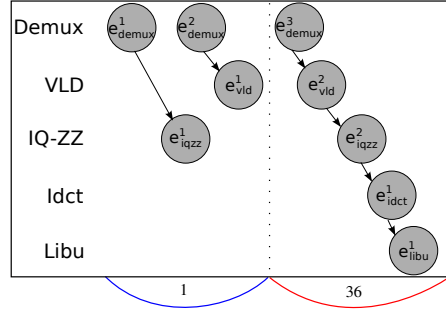 Demux e¹demux e²demux e³demux
VLD e¹vld e²vld
IQ-ZZ e¹iqzz e²iqzz
Idct e¹idct
Libu e¹libu
1 36